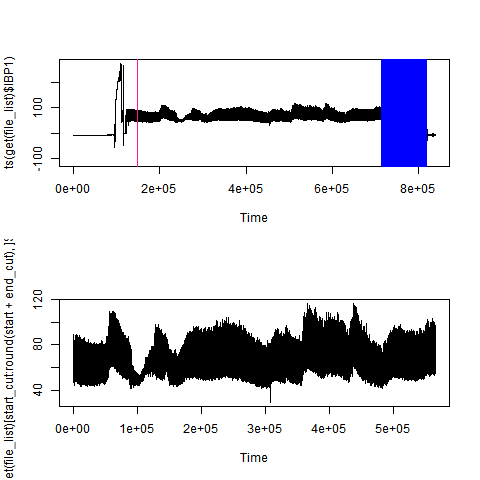 ts(get(file_list)$IBP1)
100
-100
0e+00 2e+05 4e+05 6e+05 8e+05
Time
et(file_list)[start_cut:round(start + end_cut), ]$
120
80
40
0e+00 1e+05 2e+05 3e+05 4e+05 5e+05
Time